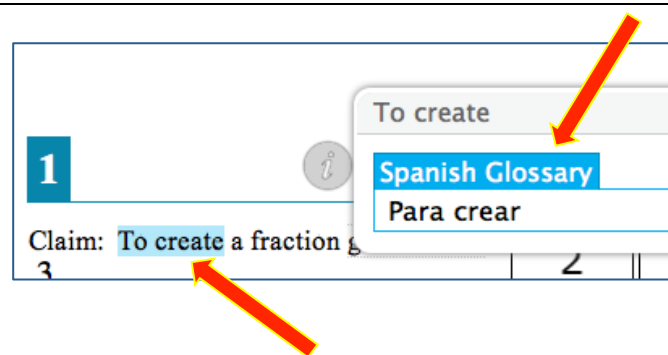 To create
1
i
Spanish Glossary
Para crear
Claim: To create a fraction g
3
2